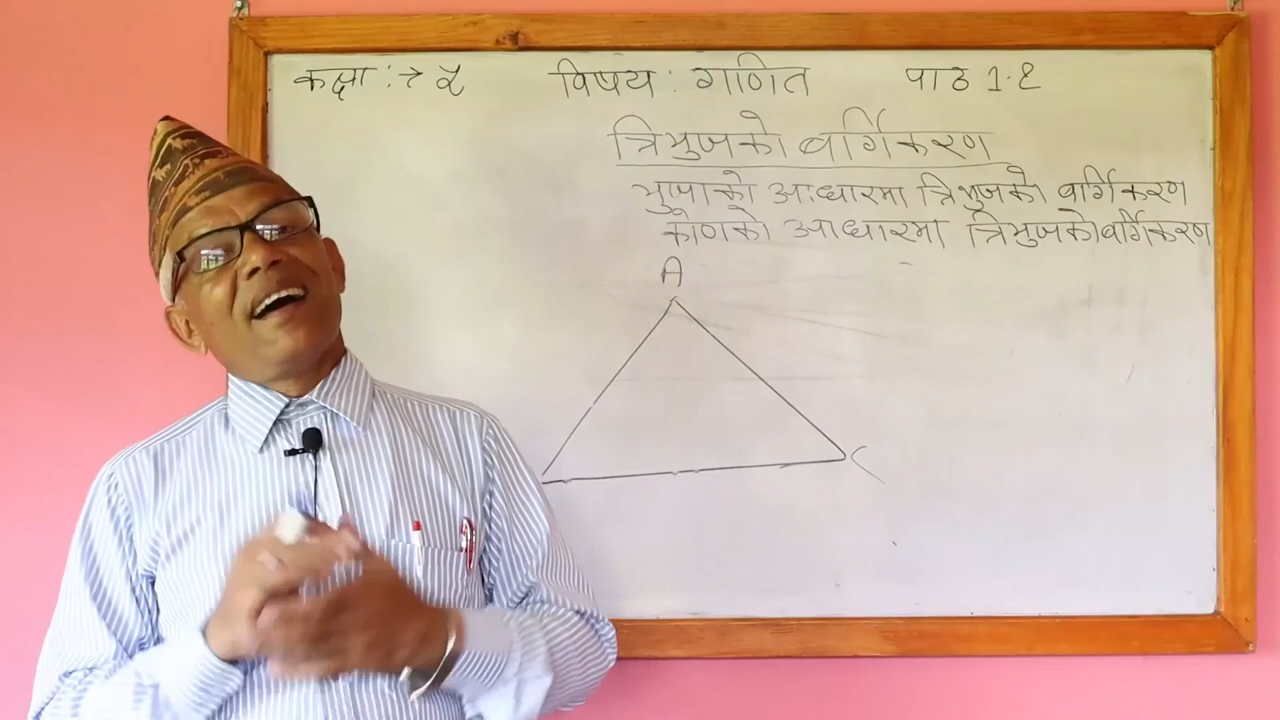 कक्षा :→ ५ विषय : गणित पाठ 1.2
त्रिभुजको वर्गिकरण
भुजाको आधारमा त्रिभुजको वर्गिकरण
कोणको आधारमा त्रिभुजको वर्गिकरण
A
C